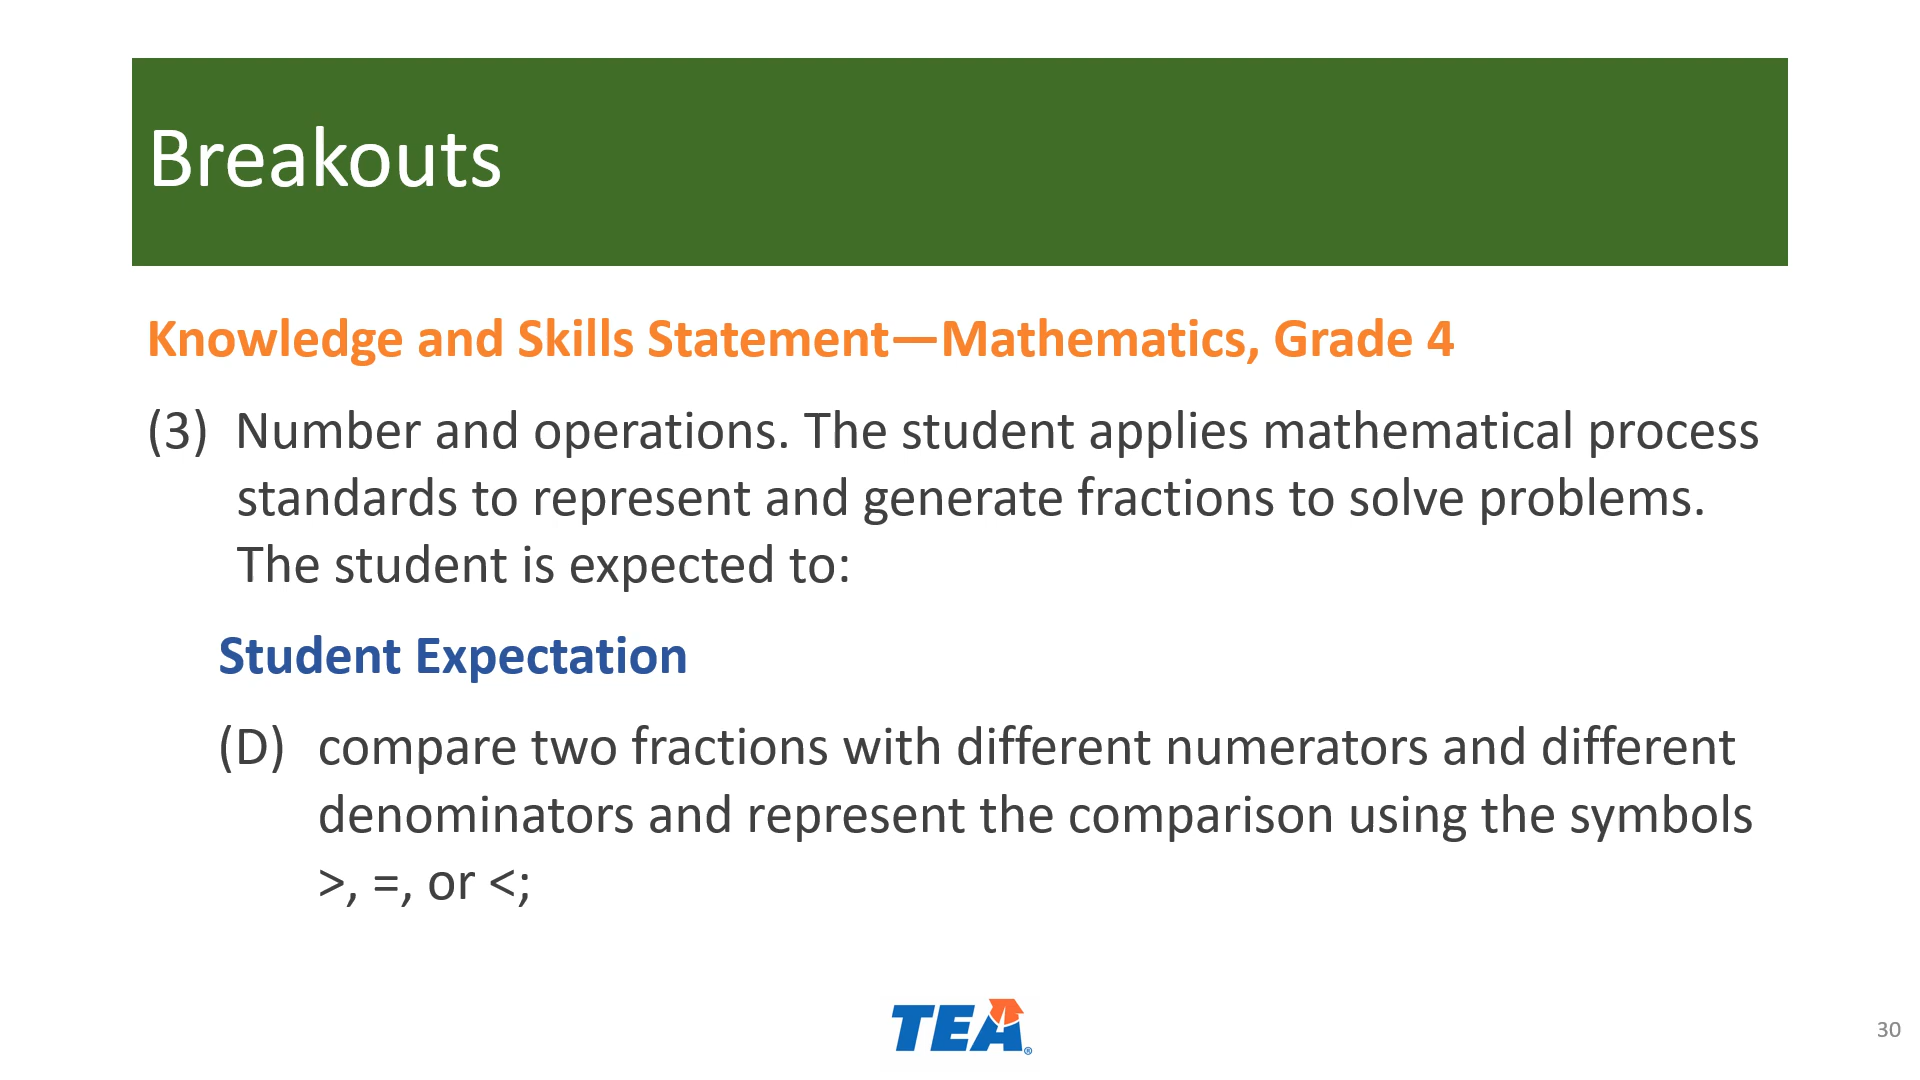 Breakouts
Knowledge and Skills Statement—Mathematics, Grade 4
(3) Number and operations. The student applies mathematical process
standards to represent and generate fractions to solve problems.
The student is expected to:
Student Expectation
(D) compare two fractions with different numerators and different
denominators and represent the comparison using the symbols
>, =, or <;
TEA®
30